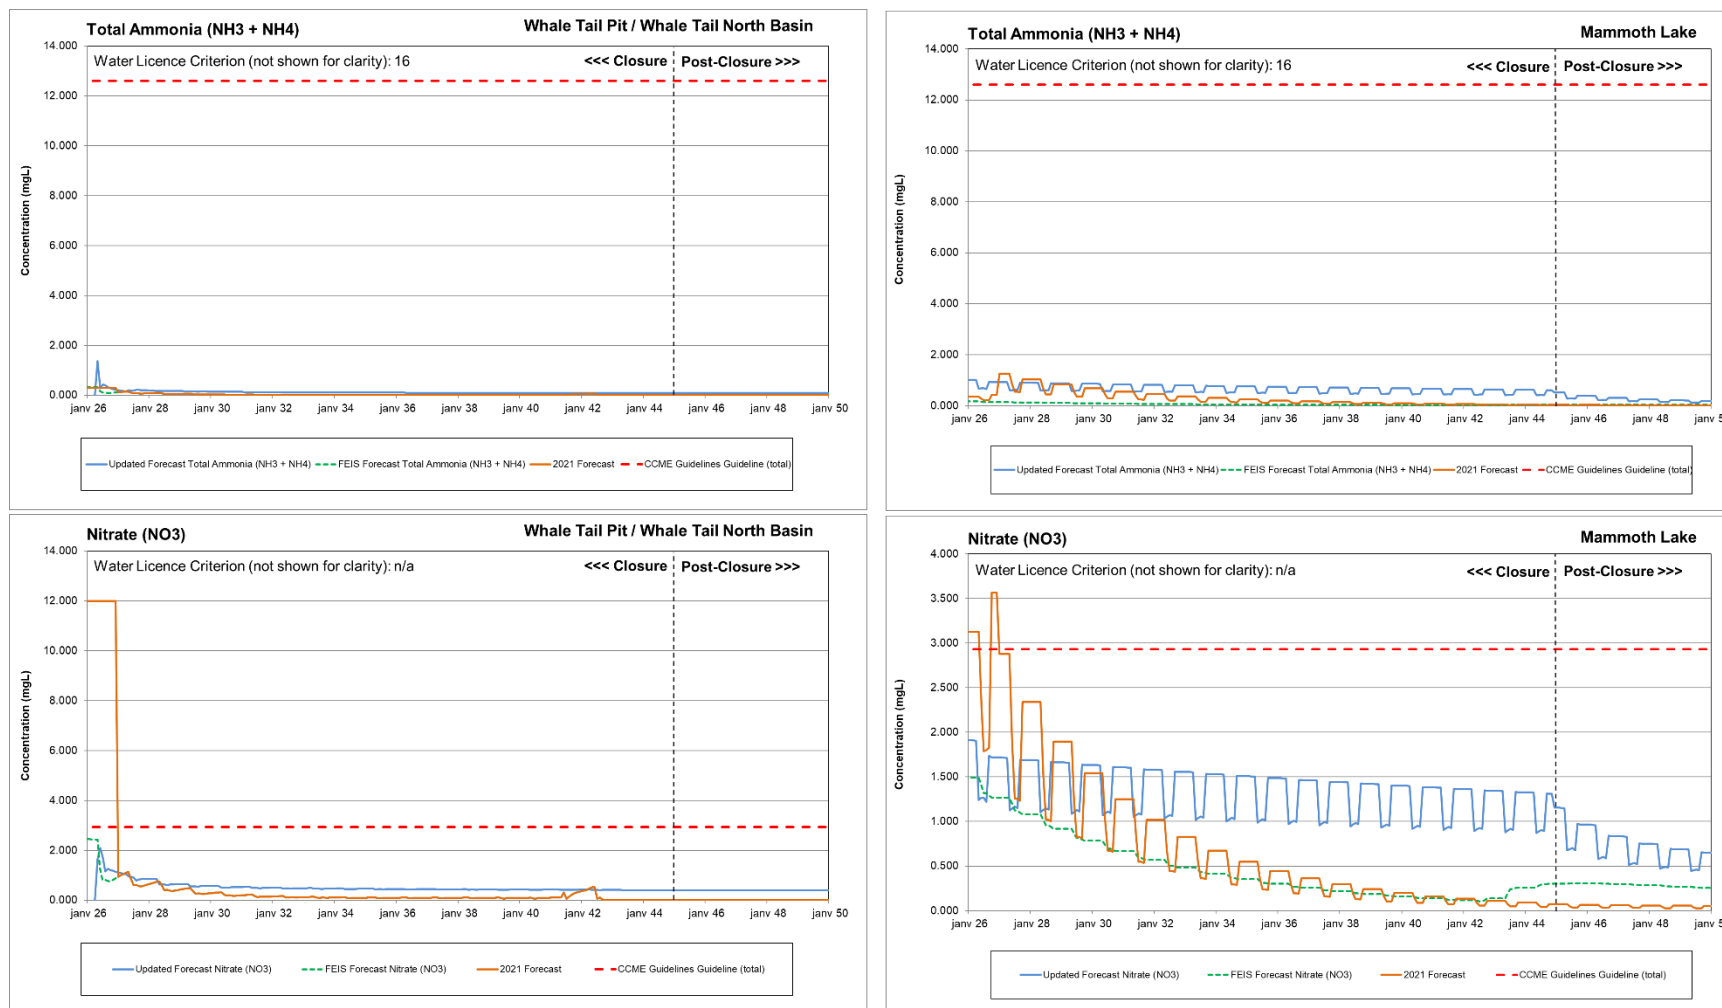 Total Ammonia (NH3 + NH4)
Whale Tail Pit / Whale Tail North Basin
14.000
Water Licence Criterion (not shown for clarity): 16
<<< Closure
Post-Closure >>>
12.000
10.000
8.000
6.000
4.000
2.000
0.000
Concentration (mgL)
janv 26
janv 28
janv 30
janv 32
janv 34
janv 36
janv 38
janv 40
janv 42
janv 44
janv 46
janv 48
janv 50
Updated Forecast Total Ammonia (NH3 + NH4)
FEIS Forecast Total Ammonia (NH3 + NH4)
2021 Forecast
CCME Guidelines Guideline (total)
Total Ammonia (NH3 + NH4)
Mammoth Lake
14.000
Water Licence Criterion (not shown for clarity): 16
<<< Closure
Post-Closure >>>
12.000
10.000
8.000
6.000
4.000
2.000
0.000
Concentration (mgL)
janv 26
janv 28
janv 30
janv 32
janv 34
janv 36
janv 38
janv 40
janv 42
janv 44
janv 46
janv 48
janv 5
Updated Forecast Total Ammonia (NH3 + NH4)
FEIS Forecast Total Ammonia (NH3 + NH4)
2021 Forecast
CCME Guidelines Guideline (total)
Nitrate (NO3)
Whale Tail Pit / Whale Tail North Basin
14.000
Water Licence Criterion (not shown for clarity): n/a
<<< Closure
Post-Closure >>>
12.000
10.000
8.000
6.000
4.000
2.000
0.000
Concentration (mgL)
janv 26
janv 28
janv 30
janv 32
janv 34
janv 36
janv 38
janv 40
janv 42
janv 44
janv 46
janv 48
janv 50
Updated Forecast Nitrate (NO3)
FEIS Forecast Nitrate (NO3)
2021 Forecast
CCME Guidelines Guideline (total)
Nitrate (NO3)
Mammoth Lake
4.000
Water Licence Criterion (not shown for clarity): n/a
<<< Closure
Post-Closure >>>
3.500
3.000
2.500
2.000
1.500
1.000
0.500
0.000
Concentration (mgL)
janv 26
janv 28
janv 30
janv 32
janv 34
janv 36
janv 38
janv 40
janv 42
janv 44
janv 46
janv 48
janv 5
Updated Forecast Nitrate (NO3)
FEIS Forecast Nitrate (NO3)
2021 Forecast
CCME Guidelines Guideline (total)